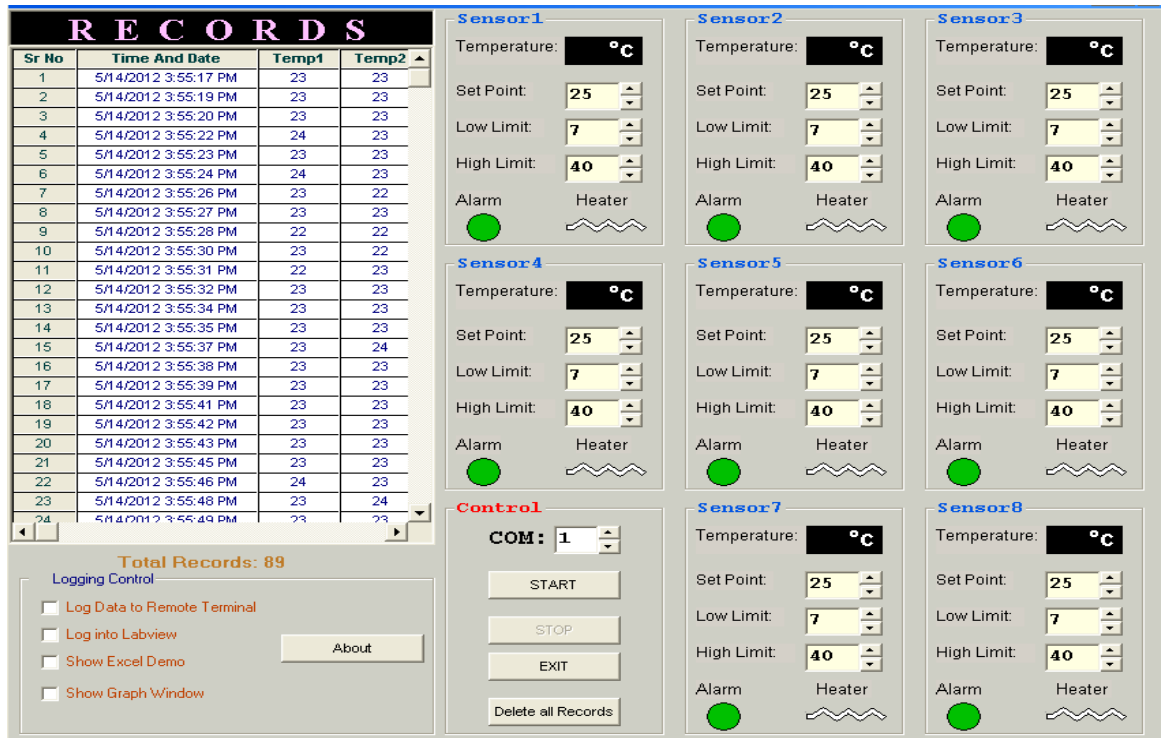 R E C O R D S
Sr No Time And Date Temp1 Temp2
1 5/14/2012 3:55:17 PM 23 23
2 5/14/2012 3:55:19 PM 23 23
3 5/14/2012 3:55:20 PM 23 23
4 5/14/2012 3:55:22 PM 24 23
5 5/14/2012 3:55:23 PM 23 23
6 5/14/2012 3:55:24 PM 24 23
7 5/14/2012 3:55:26 PM 23 22
8 5/14/2012 3:55:27 PM 23 22
9 5/14/2012 3:55:28 PM 22 22
10 5/14/2012 3:55:30 PM 23 22
11 5/14/2012 3:55:31 PM 22 23
12 5/14/2012 3:55:32 PM 23 23
13 5/14/2012 3:55:34 PM 23 23
14 5/14/2012 3:55:35 PM 23 23
15 5/14/2012 3:55:37 PM 23 24
16 5/14/2012 3:55:38 PM 23 23
17 5/14/2012 3:55:39 PM 23 23
18 5/14/2012 3:55:41 PM 23 23
19 5/14/2012 3:55:42 PM 23 23
20 5/14/2012 3:55:43 PM 23 23
21 5/14/2012 3:55:45 PM 23 23
22 5/14/2012 3:55:46 PM 24 23
23 5/14/2012 3:55:48 PM 23 24
24 5/14/2012 3:55:49 PM 23 23
Total Records: 89
Logging Control
Log Data to Remote Terminal
Log into Labview
Show Excel Demo
Show Graph Window
About
Sensor1
Temperature: °C
Set Point: 25
Low Limit: 7
High Limit: 40
Alarm Heater
Sensor2
Temperature: °C
Set Point: 25
Low Limit: 7
High Limit: 40
Alarm Heater
Sensor3
Temperature: °C
Set Point: 25
Low Limit: 7
High Limit: 40
Alarm Heater
Sensor4
Temperature: °C
Set Point: 25
Low Limit: 7
High Limit: 40
Alarm Heater
Sensor5
Temperature: °C
Set Point: 25
Low Limit: 7
High Limit: 40
Alarm Heater
Sensor6
Temperature: °C
Set Point: 25
Low Limit: 7
High Limit: 40
Alarm Heater
Control
COM: 1
START
STOP
EXIT
Delete all Records
Sensor7
Temperature: °C
Set Point: 25
Low Limit: 7
High Limit: 40
Alarm Heater
Sensor8
Temperature: °C
Set Point: 25
Low Limit: 7
High Limit: 40
Alarm Heater